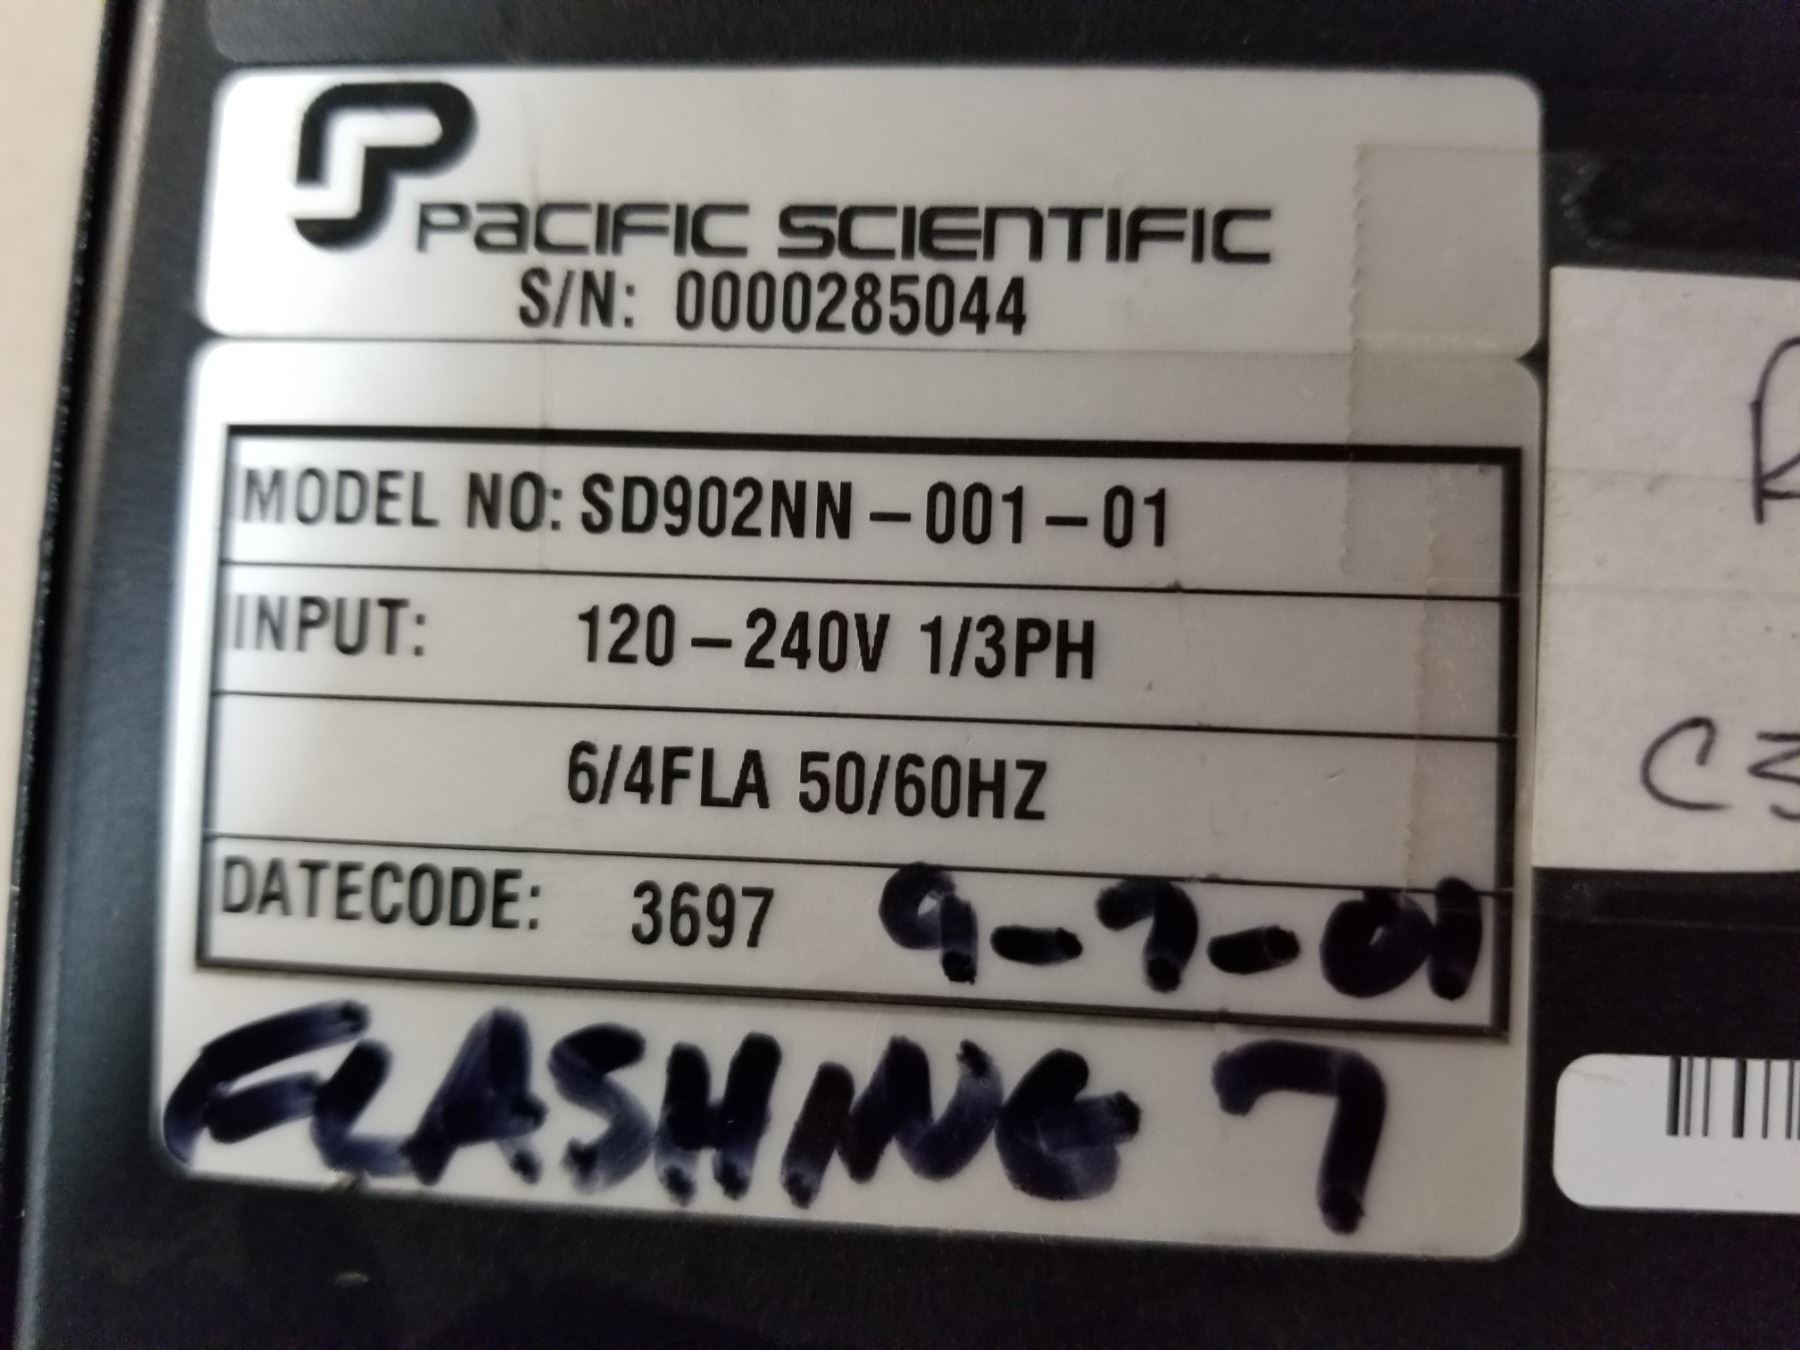 PACIFIC SCIENTIFIC
S/N: 0000285044
MODEL NO: SD902NN-001-01
INPUT: 120-240V 1/3PH
6/4FLA 50/60HZ
DATECODE: 3697 9-7-01
FLASHING 7
C3